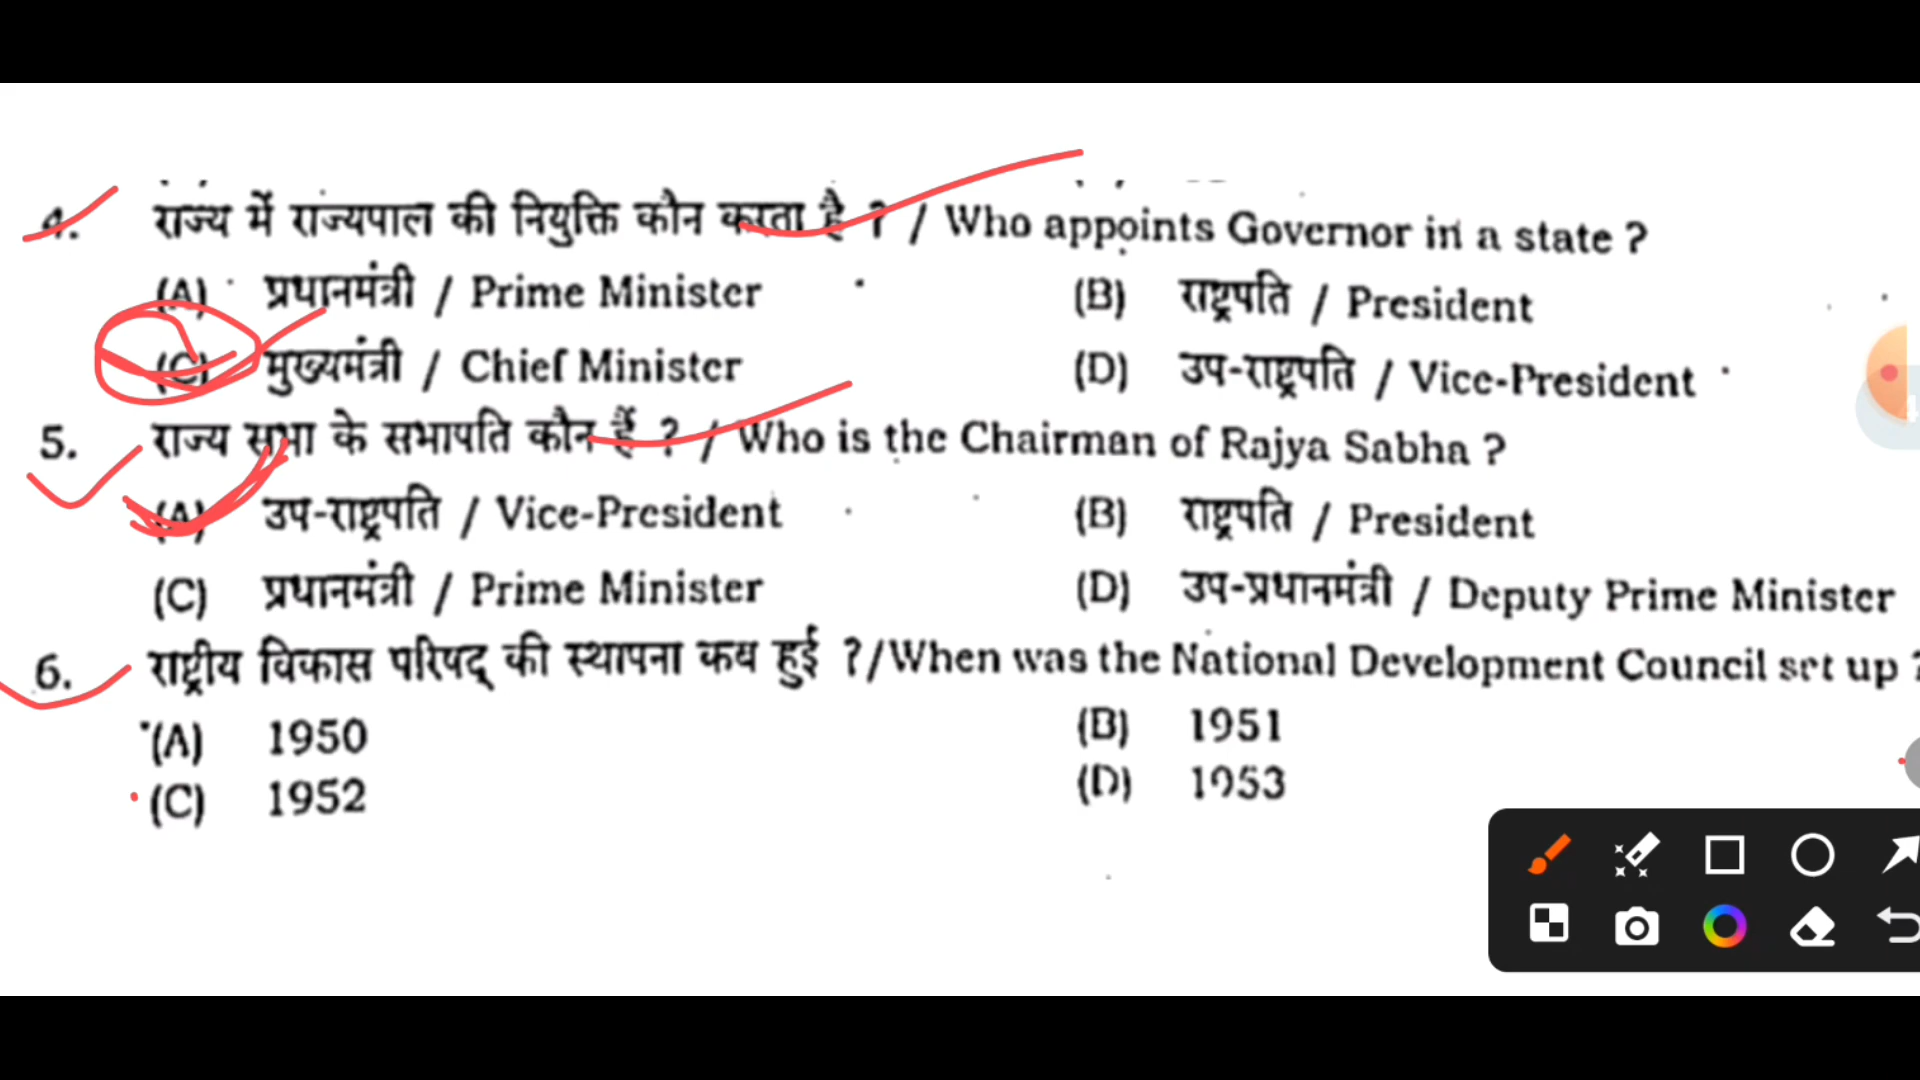 4. राज्य में राज्यपाल की नियुक्ति कौन करता है ? / Who appoints Governor in a state ?
(A) प्रधानमंत्री / Prime Minister (B) राष्ट्रपति / President
(C) मुख्यमंत्री / Chief Minister (D) उप-राष्ट्रपति / Vice-President
5. राज्य सभा के सभापति कौन हैं ? / Who is the Chairman of Rajya Sabha ?
(A) उप-राष्ट्रपति / Vice-President (B) राष्ट्रपति / President
(C) प्रधानमंत्री / Prime Minister (D) उप-प्रधानमंत्री / Deputy Prime Minister
6. राष्ट्रीय विकास परिषद् की स्थापना कब हुई ?/When was the National Development Council set up ?
(A) 1950 (B) 1951
(C) 1952 (D) 1953